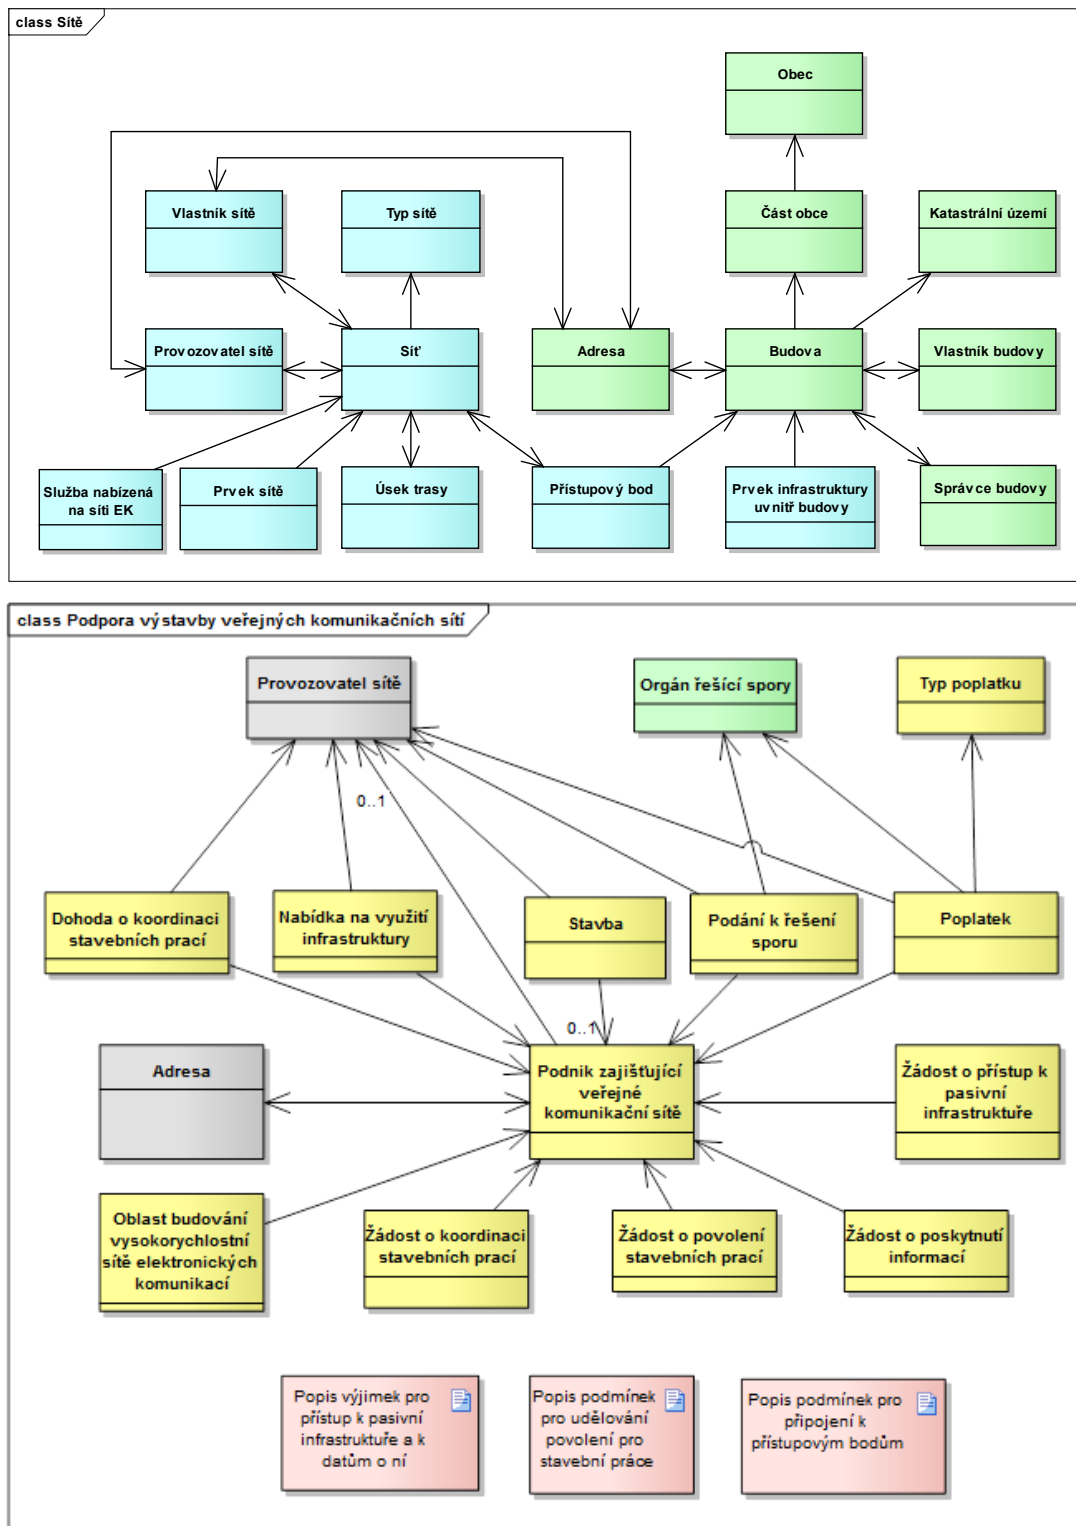 class Sítě
Obec
Vlastník sítě
Typ sítě
Část obce
Katastrální území
Provozovatel sítě
Síť
Adresa
Budova
Vlastník budovy
Služba nabízená
na síti EK
Prvek sítě
Úsek trasy
Přístupový bod
Prvek infrastruktury
uvnitř budovy
Správce budovy
class Podpora výstavby veřejných komunikačních sítí
Provozovatel sítě
Orgán řešící spory
Typ poplatku
0..1
Dohoda o koordinaci
stavebních prací
Nabídka na využití
infrastruktury
Stavba
Podání k řešení
sporu
Poplatek
0..1
Adresa
Podnik zajišťující
veřejné
komunikační sítě
Žádost o přístup k
pasivní
infrastruktuře
Oblast budování
vysokorychlostní
sítě elektronických
komunikací
Žádost o koordinaci
stavebních prací
Žádost o povolení
stavebních prací
Žádost o poskytnutí
informací
Popis výjimek pro
přístup k pasivní
infrastruktuře a k
datům o ní
Popis podmínek
pro udělování
povolení pro
stavební práce
Popis podmínek pro
připojení k
přístupovým bodům